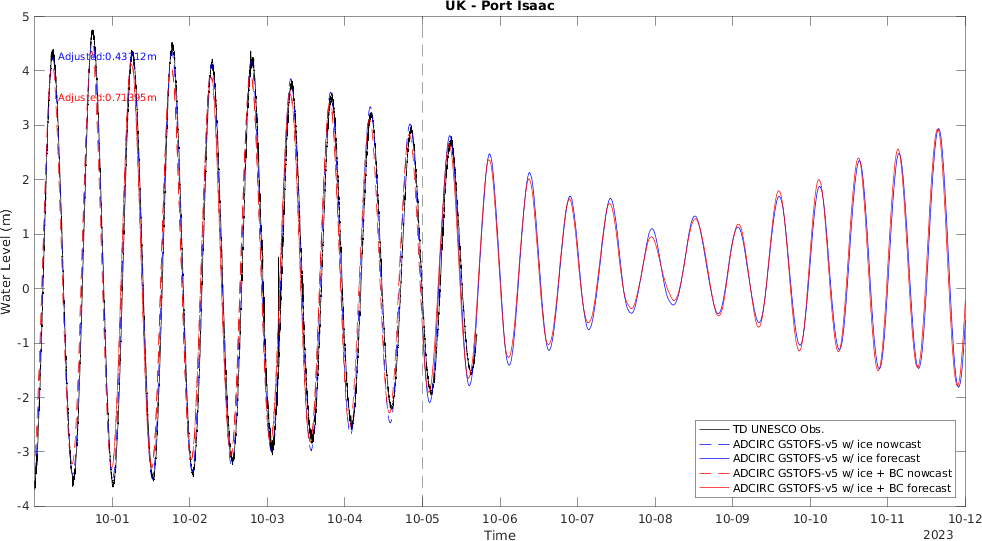 UK - Port Isaac
5
4
3
2
1
0
-1
-2
-3
-4
Water Level (m)
Adjusted:0.43712m
Adjusted:0.71395m
TD UNESCO Obs.
ADCIRC GSTOFS-v5 w/ ice nowcast
ADCIRC GSTOFS-v5 w/ ice forecast
ADCIRC GSTOFS-v5 w/ ice + BC nowcast
ADCIRC GSTOFS-v5 w/ ice + BC forecast
10-01 10-02 10-03 10-04 10-05 10-06 10-07 10-08 10-09 10-10 10-11 10-12
Time
2023